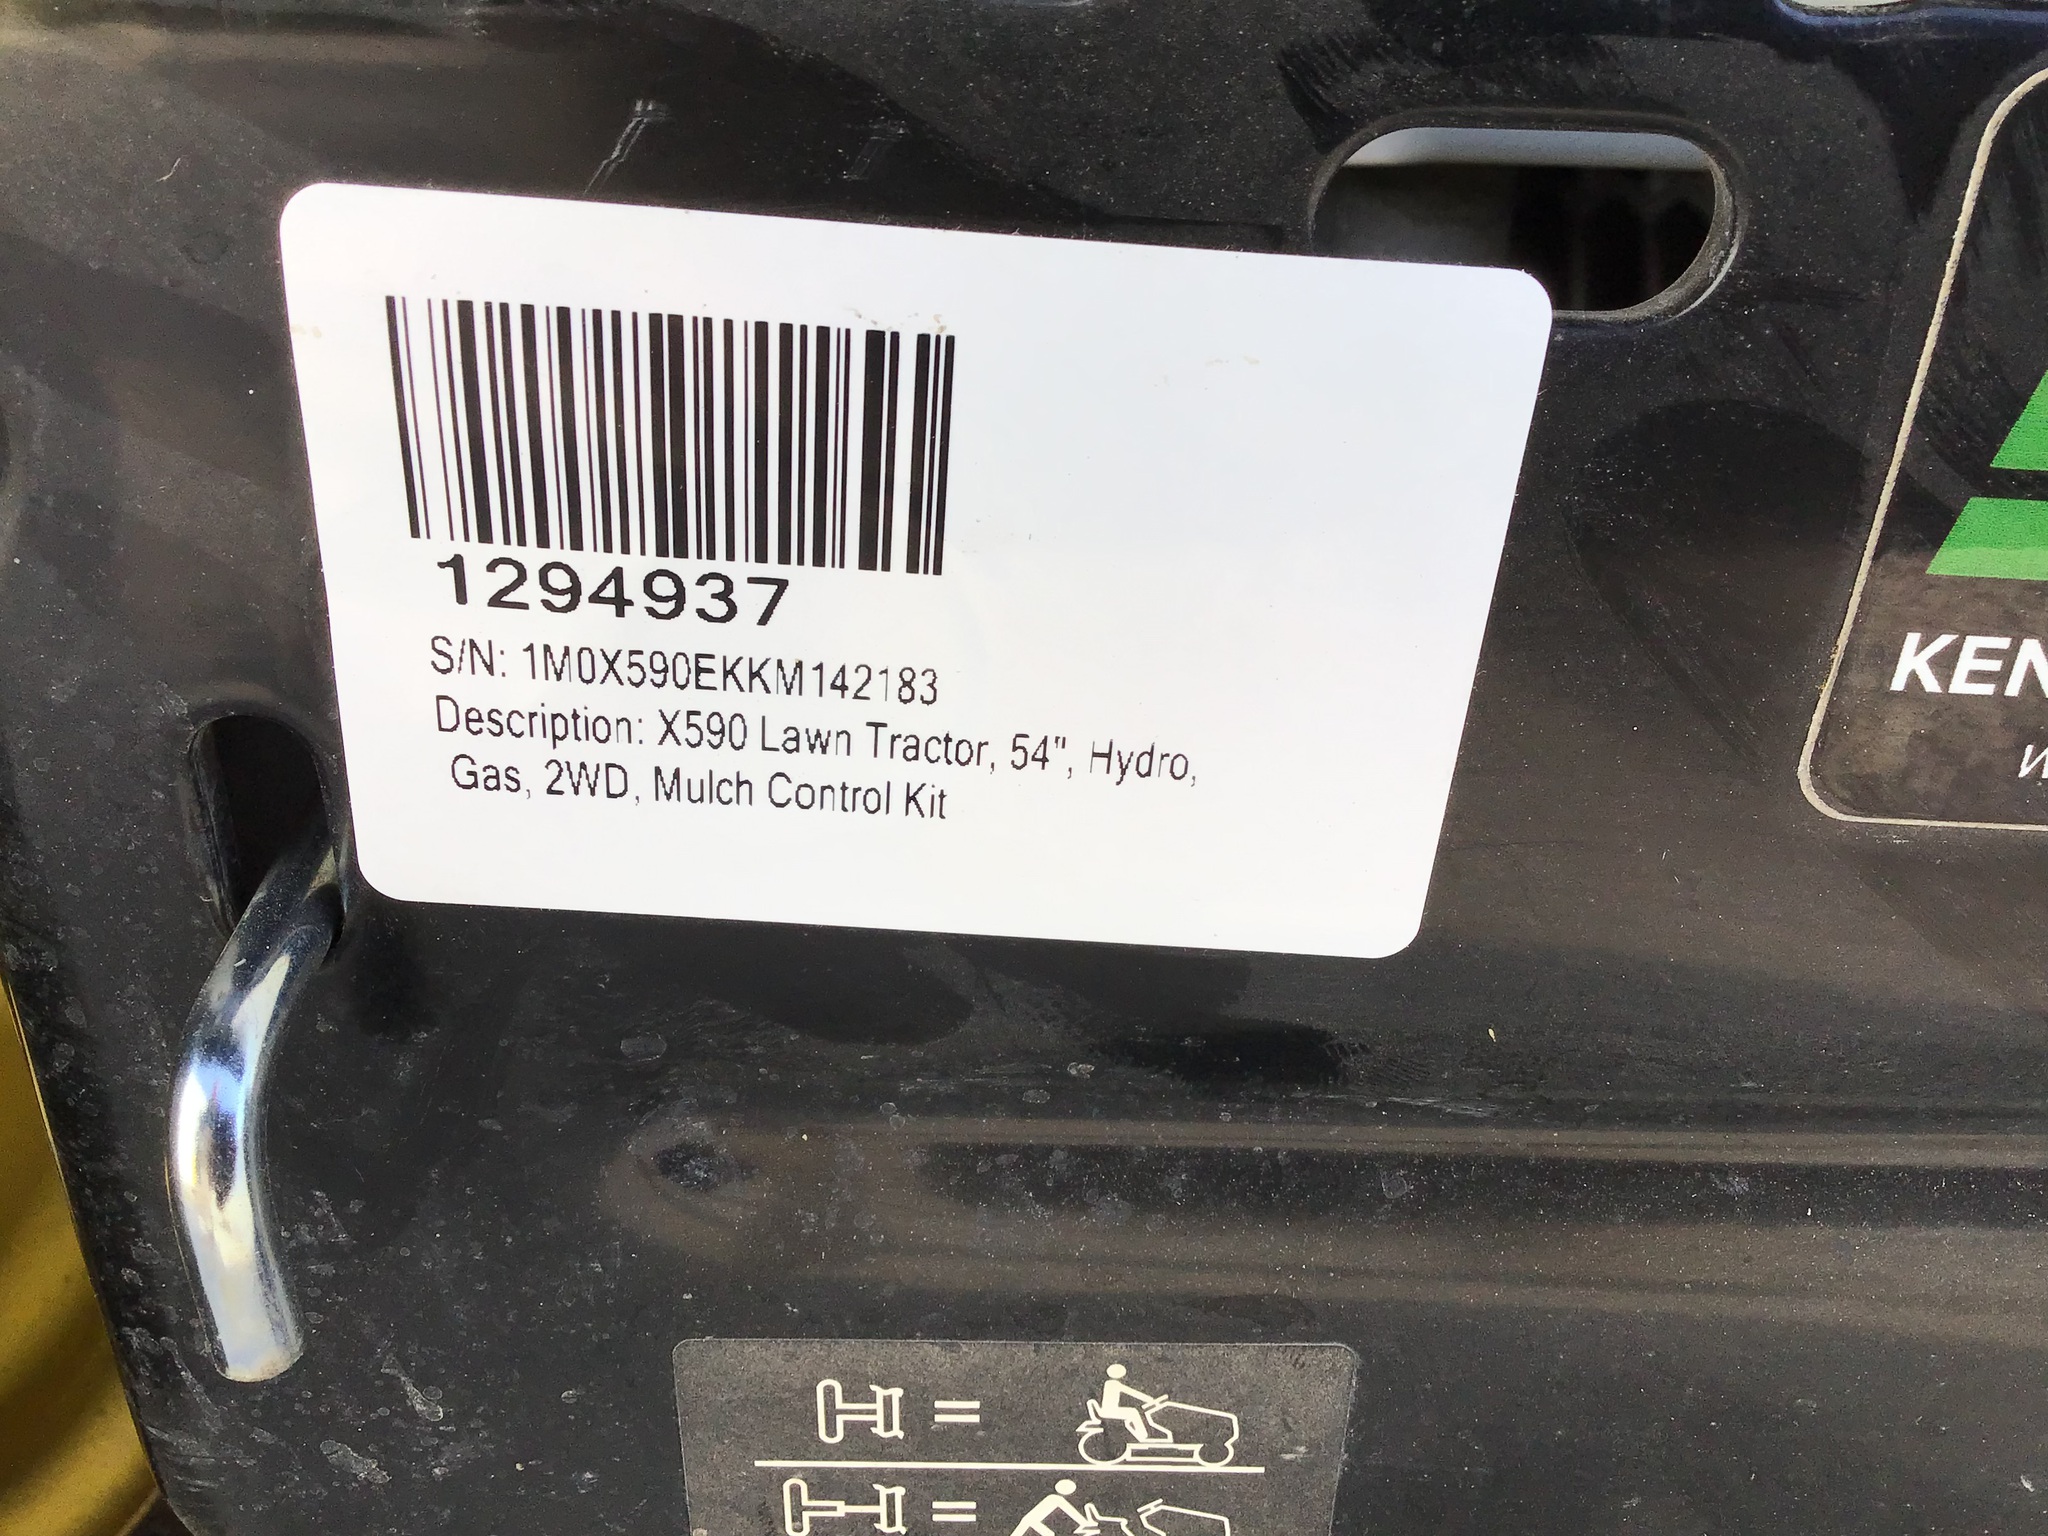 1294937
S/N: 1M0X590EKKM142183
Description: X590 Lawn Tractor, 54", Hydro,
Gas, 2WD, Mulch Control Kit
KEN
=
=